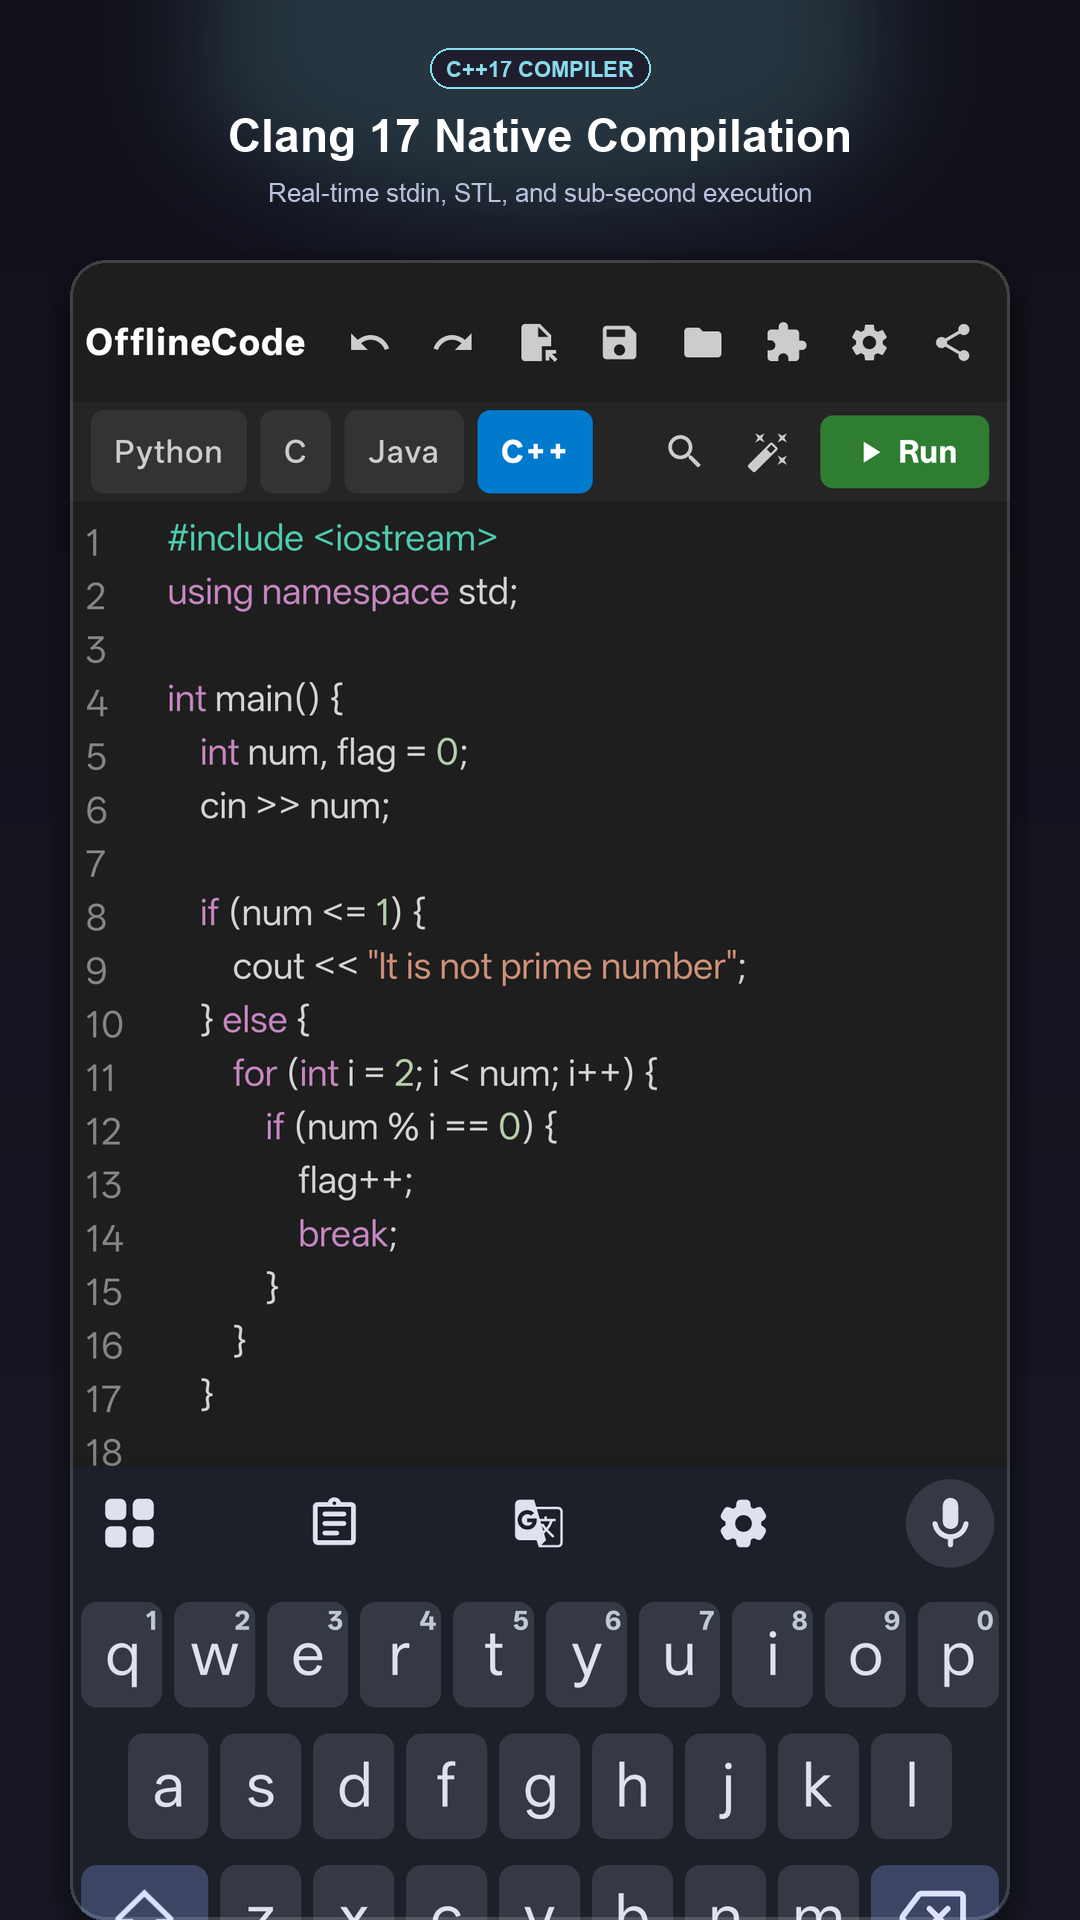 C++17 COMPILER
Clang 17 Native Compilation
Real-time stdin, STL, and sub-second execution
OfflineCode
Python C Java C++ Run
1 #include <iostream>
2 using namespace std;
3
4 int main() {
5 int num, flag = 0;
6 cin >> num;
7
8 if (num <= 1) {
9 cout << "It is not prime number";
10 } else {
11 for (int i = 2; i < num; i++) {
12 if (num % i == 0) {
13 flag++;
14 break;
15 }
16 }
17 }
18
G 文
1 2 3 4 5 6 7 8 9 0
q w e r t y u i o p
a s d f g h j k l
z x c v b n m